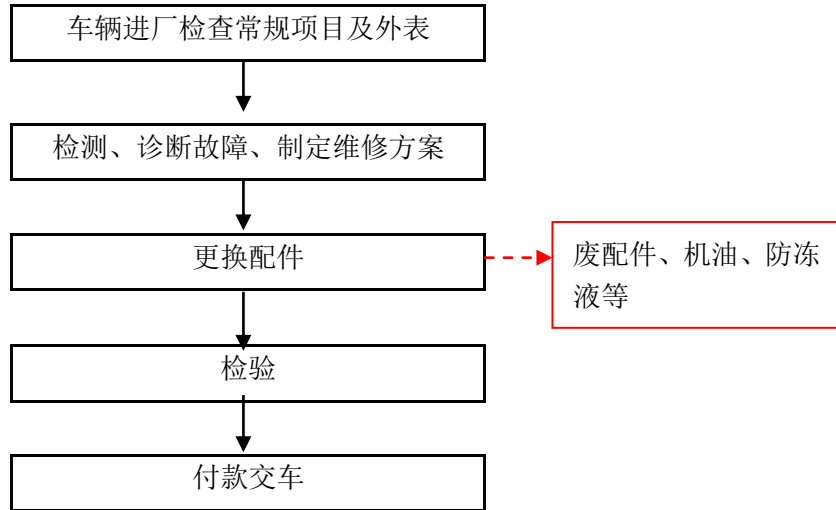 车辆进厂检查常规项目及外表
检测、诊断故障、制定维修方案
更换配件
废配件、机油、防冻
液等
检验
付款交车